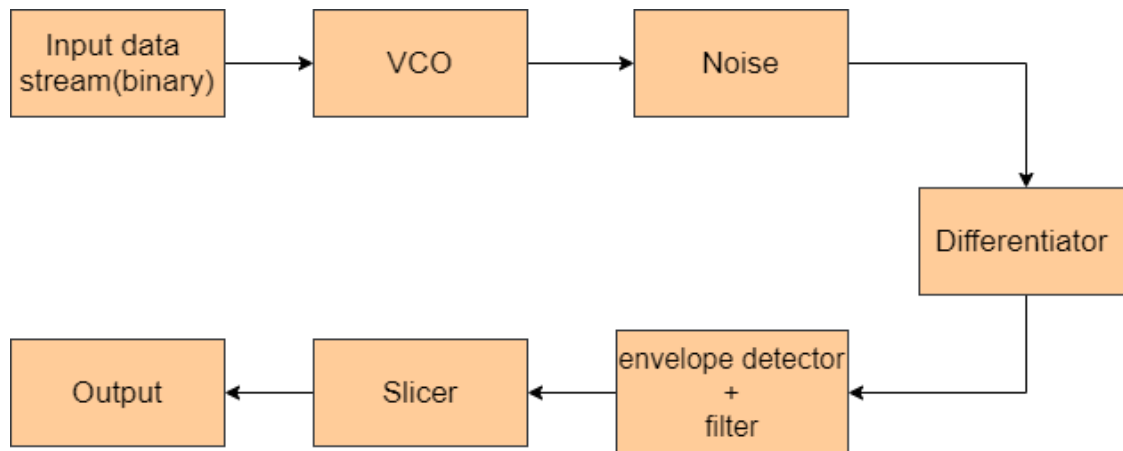 Input data
stream(binary)
VCO
Noise
Differentiator
envelope detector
+
filter
Slicer
Output